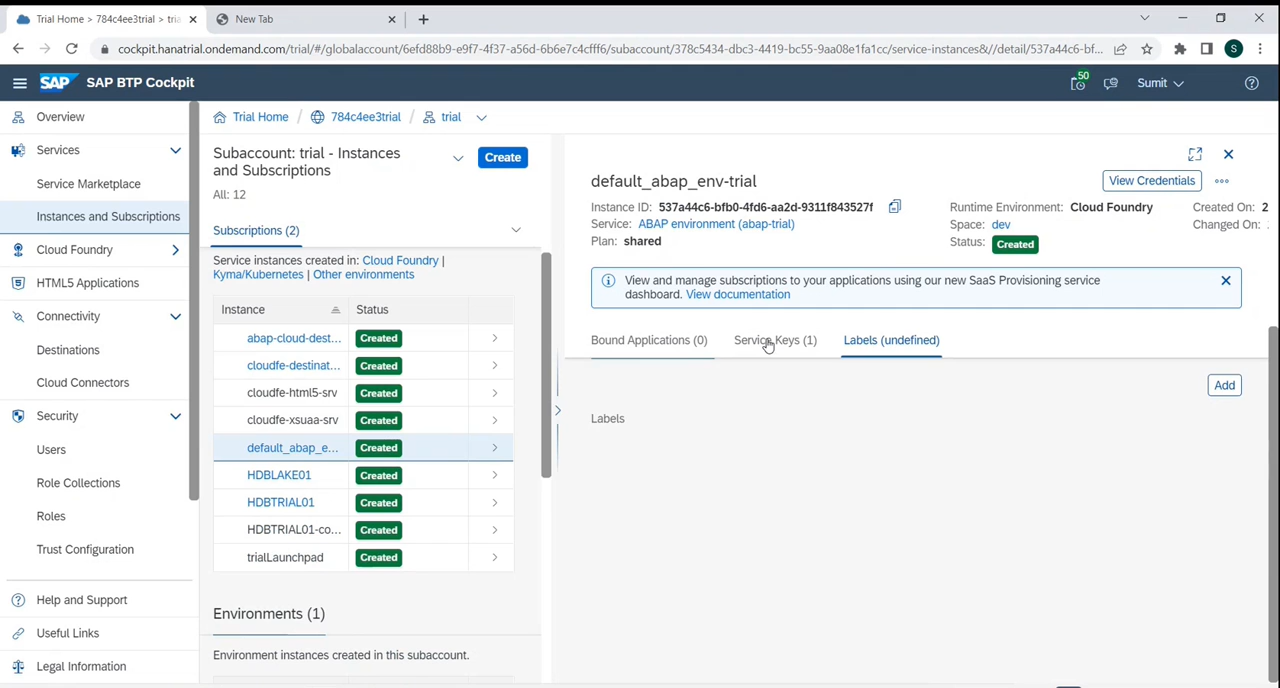 Trial Home > 784c4ee3trial > tria
New Tab
cockpit.hanatrial.ondemand.com/trial/#/globalaccount/6efd88b9-e9f7-4f37-a56d-6b6e7c4cfff6/subaccount/378c5434-dbc3-4419-bc55-9aa08e1fa1cc/service-instances&//detail/537a44c6-bf...
S
SAP
SAP BTP Cockpit
50
Sumit
Overview
Services
Service Marketplace
Instances and Subscriptions
Cloud Foundry
HTML5 Applications
Connectivity
Destinations
Cloud Connectors
Security
Users
Role Collections
Roles
Trust Configuration
Help and Support
Useful Links
Legal Information
Trial Home / 784c4ee3trial / trial
Subaccount: trial - Instances
and Subscriptions
Create
All: 12
Subscriptions (2)
Service instances created in: Cloud Foundry |
Kyma/Kubernetes | Other environments
Instance Status
abap-cloud-dest... Created
cloudfe-destinat... Created
cloudfe-html5-srv Created
cloudfe-xsuaa-srv Created
default_abap_e... Created
HDBLAKE01 Created
HDBTRIAL01 Created
HDBTRIAL01-co... Created
trialLaunchpad Created
Environments (1)
Environment instances created in this subaccount.
default_abap_env-trial
View Credentials
Instance ID: 537a44c6-bfb0-4fd6-aa2d-9311f843527f
Service: ABAP environment (abap-trial)
Plan: shared
Runtime Environment: Cloud Foundry
Space: dev
Status: Created
Created On: 2
Changed On:
View and manage subscriptions to your applications using our new SaaS Provisioning service
dashboard. View documentation
Bound Applications (0) Service Keys (1) Labels (undefined)
Add
Labels